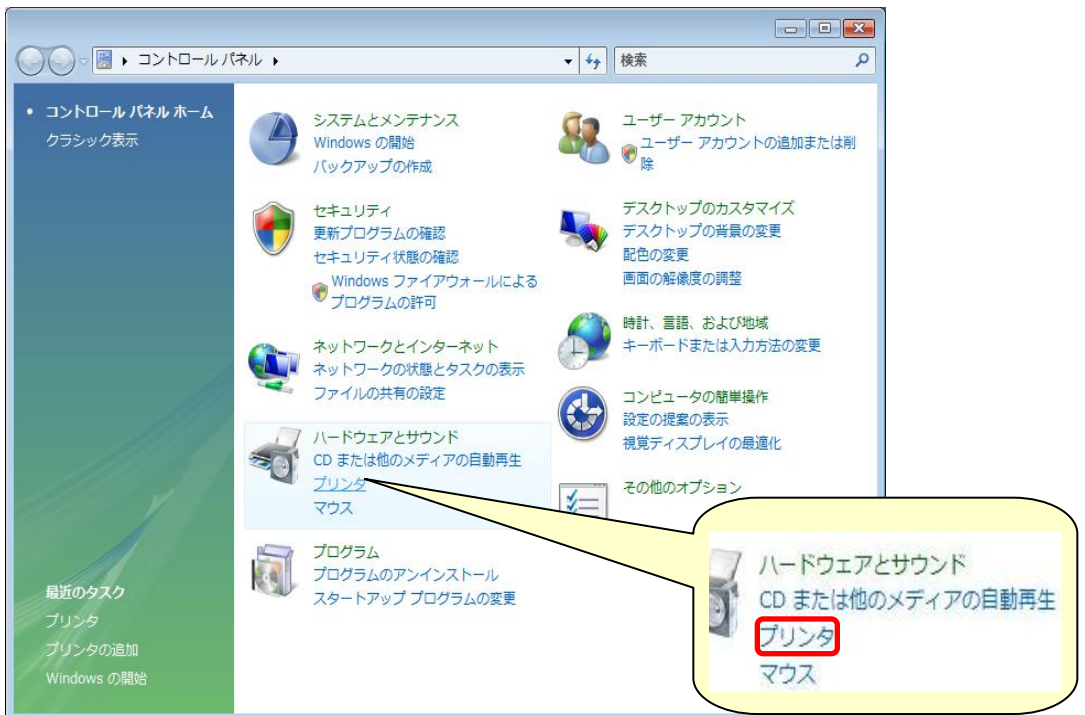 コントロール パネル
検索
コントロール パネル ホーム
クラシック表示
システムとメンテナンス
Windows の開始
バックアップの作成
セキュリティ
更新プログラムの確認
セキュリティ状態の確認
Windows ファイアウォールによる
プログラムの許可
ネットワークとインターネット
ネットワークの状態とタスクの表示
ファイルの共有の設定
ハードウェアとサウンド
CD または他のメディアの自動再生
プリンタ
マウス
プログラム
プログラムのアンインストール
スタートアップ プログラムの変更
ユーザー アカウント
ユーザー アカウントの追加または削
除
デスクトップのカスタマイズ
デスクトップの背景の変更
配色の変更
画面の解像度の調整
時計、言語、および地域
キーボードまたは入力方法の変更
コンピュータの簡単操作
設定の提案の表示
視覚ディスプレイの最適化
その他のオプション
最近のタスク
プリンタ
プリンタの追加
Windows の開始
ハードウェアとサウンド
CD または他のメディアの自動再生
プリンタ
マウス